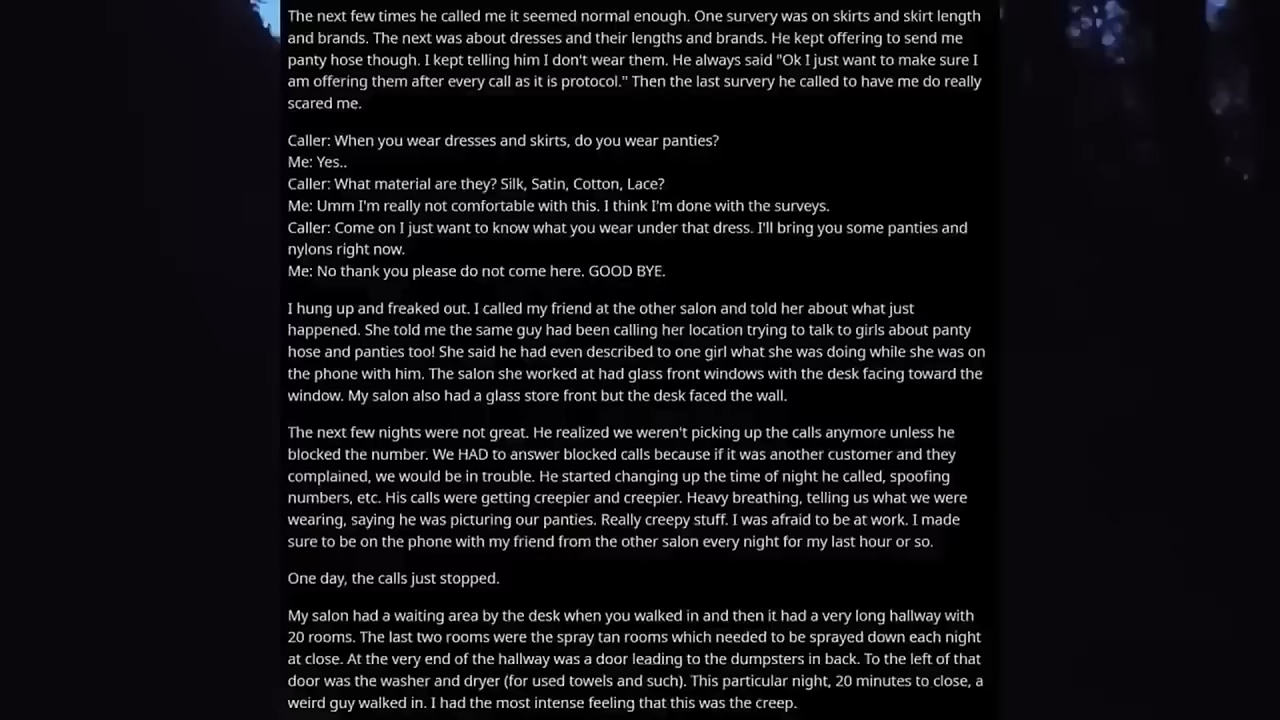 The next few times he called me it seemed normal enough. One survery was on skirts and skirt length
and brands. The next was about dresses and their lengths and brands. He kept offering to send me
panty hose though. I kept telling him I don't wear them. He always said "Ok I just want to make sure I
am offering them after every call as it is protocol." Then the last survery he called to have me do really
scared me.
Caller: When you wear dresses and skirts, do you wear panties?
Me: Yes..
Caller: What material are they? Silk, Satin, Cotton, Lace?
Me: Umm I'm really not comfortable with this. I think I'm done with the surveys.
Caller: Come on I just want to know what you wear under that dress. I'll bring you some panties and
nylons right now.
Me: No thank you please do not come here. GOOD BYE.
I hung up and freaked out. I called my friend at the other salon and told her about what just
happened. She told me the same guy had been calling her location trying to talk to girls about panty
hose and panties too! She said he had even described to one girl what she was doing while she was on
the phone with him. The salon she worked at had glass front windows with the desk facing toward the
window. My salon also had a glass store front but the desk faced the wall.
The next few nights were not great. He realized we weren't picking up the calls anymore unless he
blocked the number. We HAD to answer blocked calls because if it was another customer and they
complained, we would be in trouble. He started changing up the time of night he called, spoofing
numbers, etc. His calls were getting creepier and creepier. Heavy breathing, telling us what we were
wearing, saying he was picturing our panties. Really creepy stuff. I was afraid to be at work. I made
sure to be on the phone with my friend from the other salon every night for my last hour or so.
One day, the calls just stopped.
My salon had a waiting area by the desk when you walked in and then it had a very long hallway with
20 rooms. The last two rooms were the spray tan rooms which needed to be sprayed down each night
at close. At the very end of the hallway was a door leading to the dumpsters in back. To the left of that
door was the washer and dryer (for used towels and such). This particular night, 20 minutes to close, a
weird guy walked in. I had the most intense feeling that this was the creep.